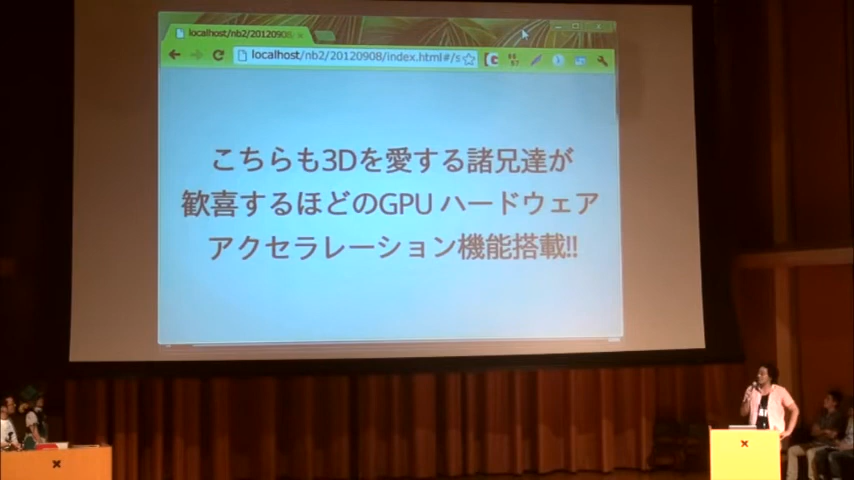 localhost/nb2/20120908/
localhost/nb2/20120908/index.html#/s
こちらも3Dを愛する諸兄達が
歓喜するほどのGPU ハードウェア
アクセラレーション機能搭載!!